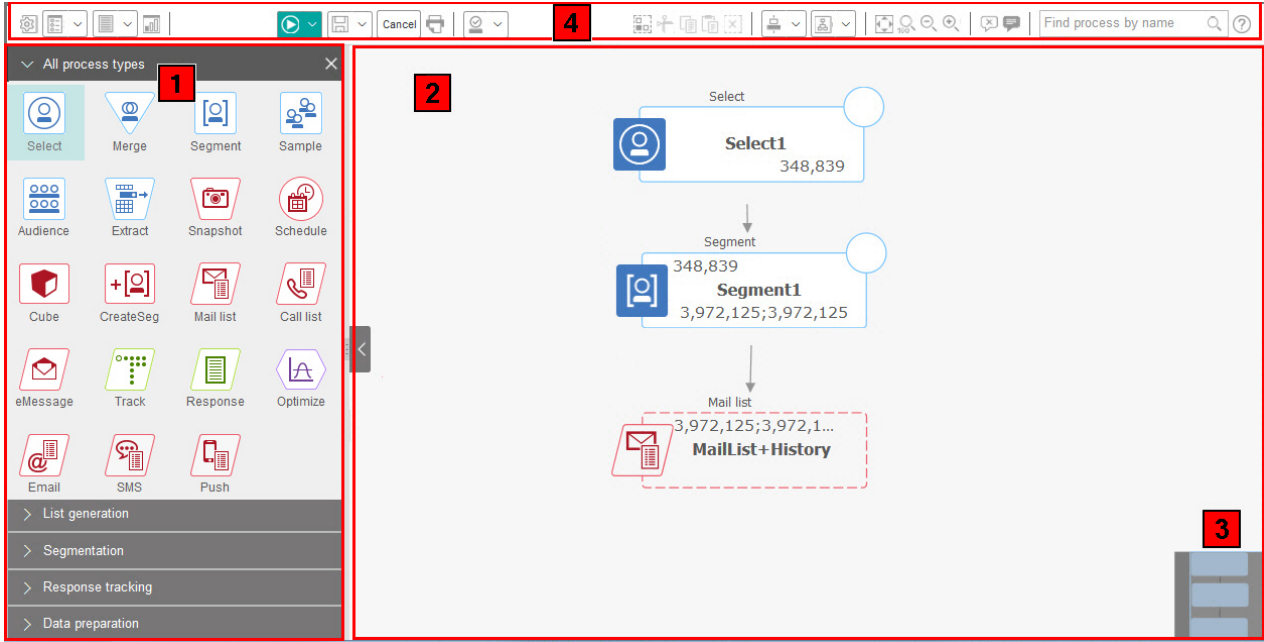 Cancel
4
100
Find process by name
?
All process types
1
Select
Merge
Segment
Sample
Audience
Extract
Snapshot
Schedule
Cube
CreateSeg
Mail list
Call list
eMessage
Track
Response
Optimize
Email
SMS
Push
List generation
Segmentation
Response tracking
Data preparation
2
Select
Select1
348,839
Segment
348,839
Segment1
3,972,125;3,972,125
Mail list
3,972,125;3,972,1...
MailList+History
3